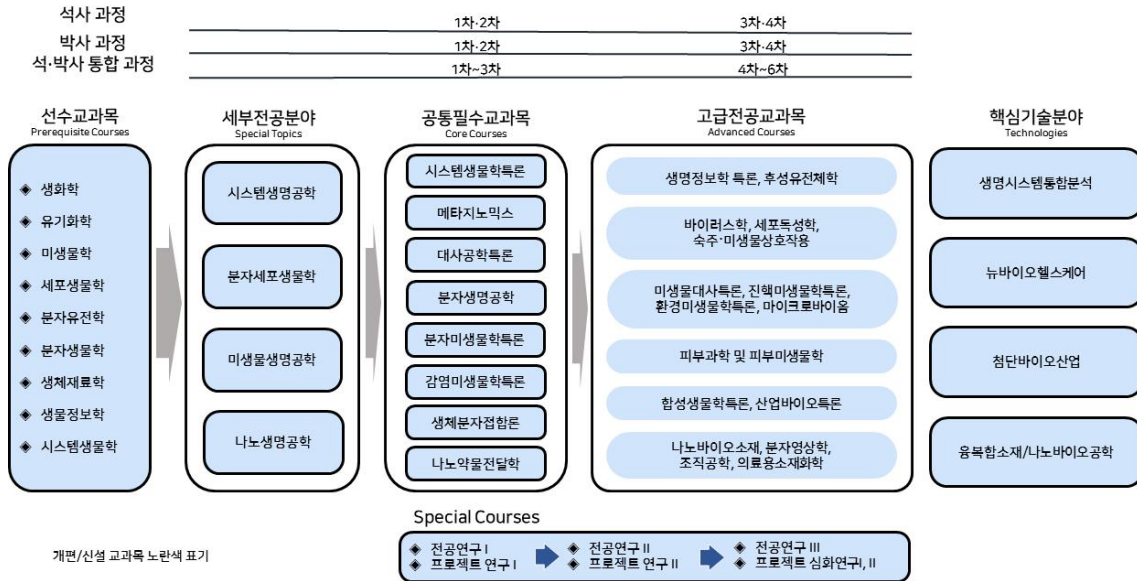 석사 과정
1차·2차
3차·4차
박사 과정
1차·2차
3차·4차
석·박사 통합 과정
1차~3차
4차~6차
선수교과목
Prerequisite Courses
◈ 생화학
◈ 유기화학
◈ 미생물학
◈ 세포생물학
◈ 분자유전학
◈ 분자생물학
◈ 생체재료학
◈ 생물정보학
◈ 시스템생물학
세부전공분야
Special Topics
시스템생명공학
분자세포생물학
미생물생명공학
나노생명공학
공통필수교과목
Core Courses
시스템생물학특론
메타지노믹스
대사공학특론
분자생명공학
분자미생물학특론
감염미생물학특론
생체분자접합론
나노약물전달학
고급전공교과목
Advanced Courses
생명정보학 특론, 후성유전체학
바이러스학, 세포독성학,
숙주·미생물상호작용
미생물대사특론, 진핵미생물학특론,
환경미생물학특론, 마이크로바이옴
피부과학 및 피부미생물학
합성생물학특론, 산업바이오특론
나노바이오소재, 분자영상학,
조직공학, 의료용소재화학
핵심기술분야
Technologies
생명시스템통합분석
뉴바이오헬스케어
첨단바이오산업
융복합소재/나노바이오공학
Special Courses
◈ 전공연구 I
◈ 프로젝트 연구 I
◈ 전공연구 II
◈ 프로젝트 연구 II
◈ 전공연구 III
◈ 프로젝트 심화연구I, II
개편/신설 교과목 노란색 표기